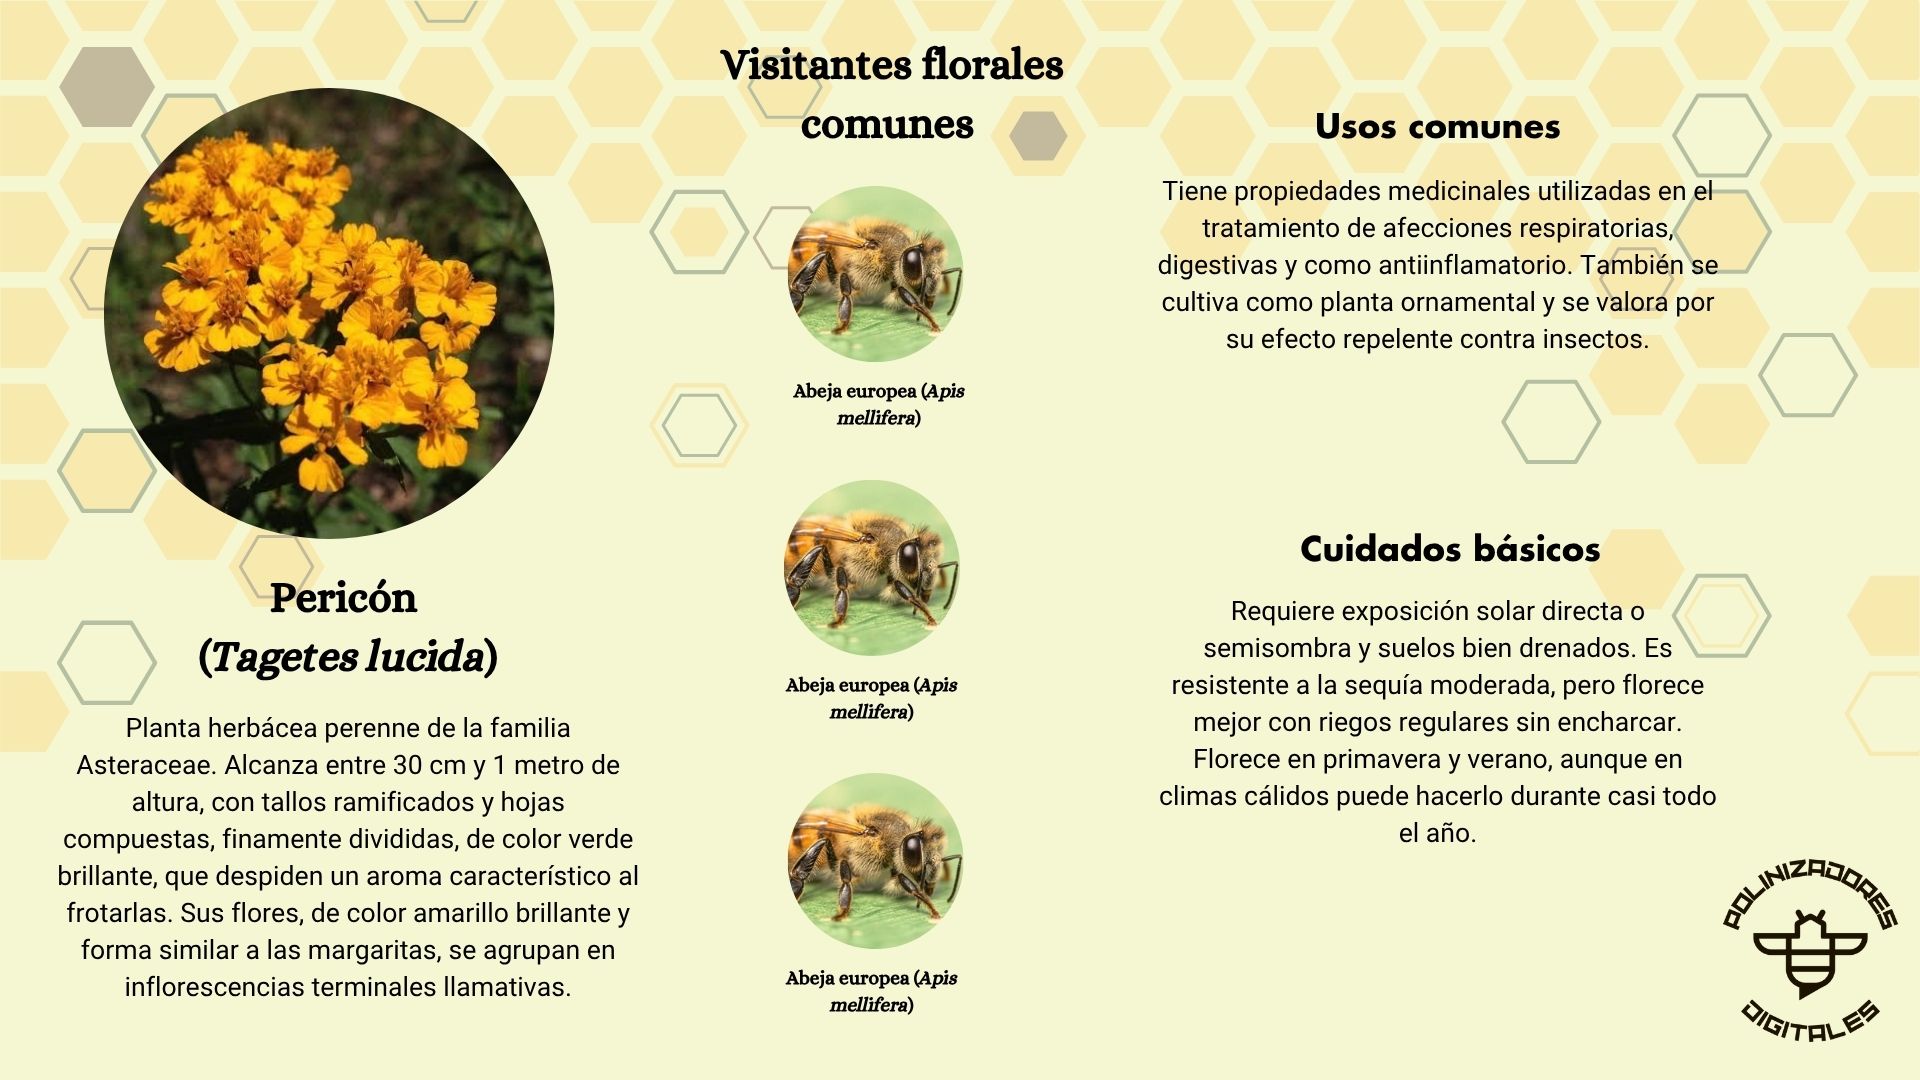 Pericón
(Tagetes lucida)
Planta herbácea perenne de la familia
Asteraceae. Alcanza entre 30 cm y 1 metro de
altura, con tallos ramificados y hojas
compuestas, finamente divididas, de color verde
brillante, que despiden un aroma característico al
frotarlas. Sus flores, de color amarillo brillante y
forma similar a las margaritas, se agrupan en
inflorescencias terminales llamativas.
Visitantes florales
comunes
Abeja europea (Apis
mellifera)
Abeja europea (Apis
mellifera)
Abeja europea (Apis
mellifera)
Usos comunes
Tiene propiedades medicinales utilizadas en el
tratamiento de afecciones respiratorias,
digestivas y como antiinflamatorio. También se
cultiva como planta ornamental y se valora por
su efecto repelente contra insectos.
Cuidados básicos
Requiere exposición solar directa o
semisombra y suelos bien drenados. Es
resistente a la sequía moderada, pero florece
mejor con riegos regulares sin encharcar.
Florece en primavera y verano, aunque en
climas cálidos puede hacerlo durante casi todo
el año.
POLINIZADORES
DIGITALES